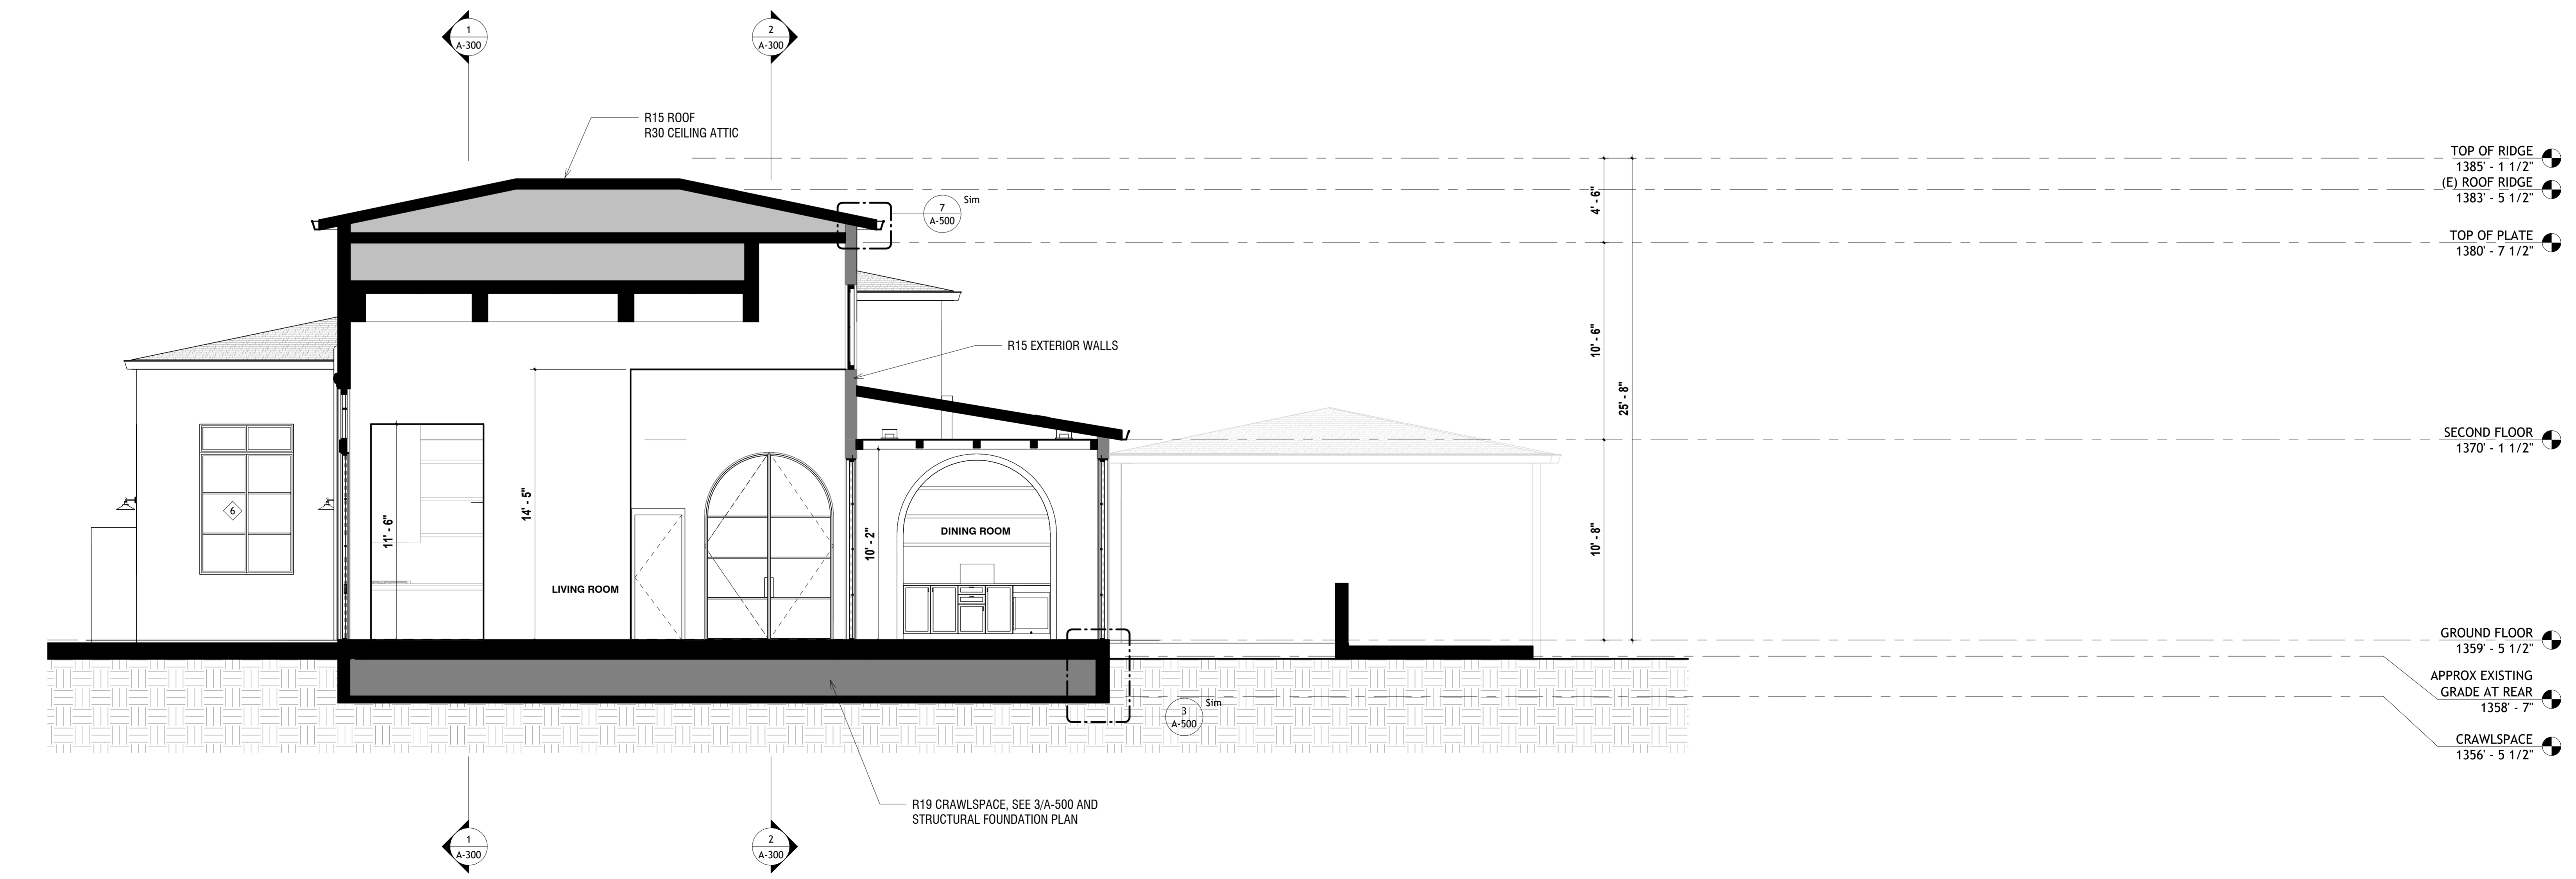 1
A-300
2
A-300
R15 ROOF
R30 CEILING ATTIC
TOP OF RIDGE
1385' - 1 1/2"
(E) ROOF RIDGE
1383' - 5 1/2"
4' - 6"
7
A-500
Sim
TOP OF PLATE
1380' - 7 1/2"
R15 EXTERIOR WALLS
10' - 6"
25' - 8"
SECOND FLOOR
1370' - 1 1/2"
6
11' - 6"
14' - 5"
10' - 2"
DINING ROOM
10' - 8"
LIVING ROOM
GROUND FLOOR
1359' - 5 1/2"
APPROX EXISTING
GRADE AT REAR
1358' - 7"
3
A-500
Sim
CRAWLSPACE
1356' - 5 1/2"
R19 CRAWLSPACE, SEE 3/A-500 AND
STRUCTURAL FOUNDATION PLAN
1
A-300
2
A-300